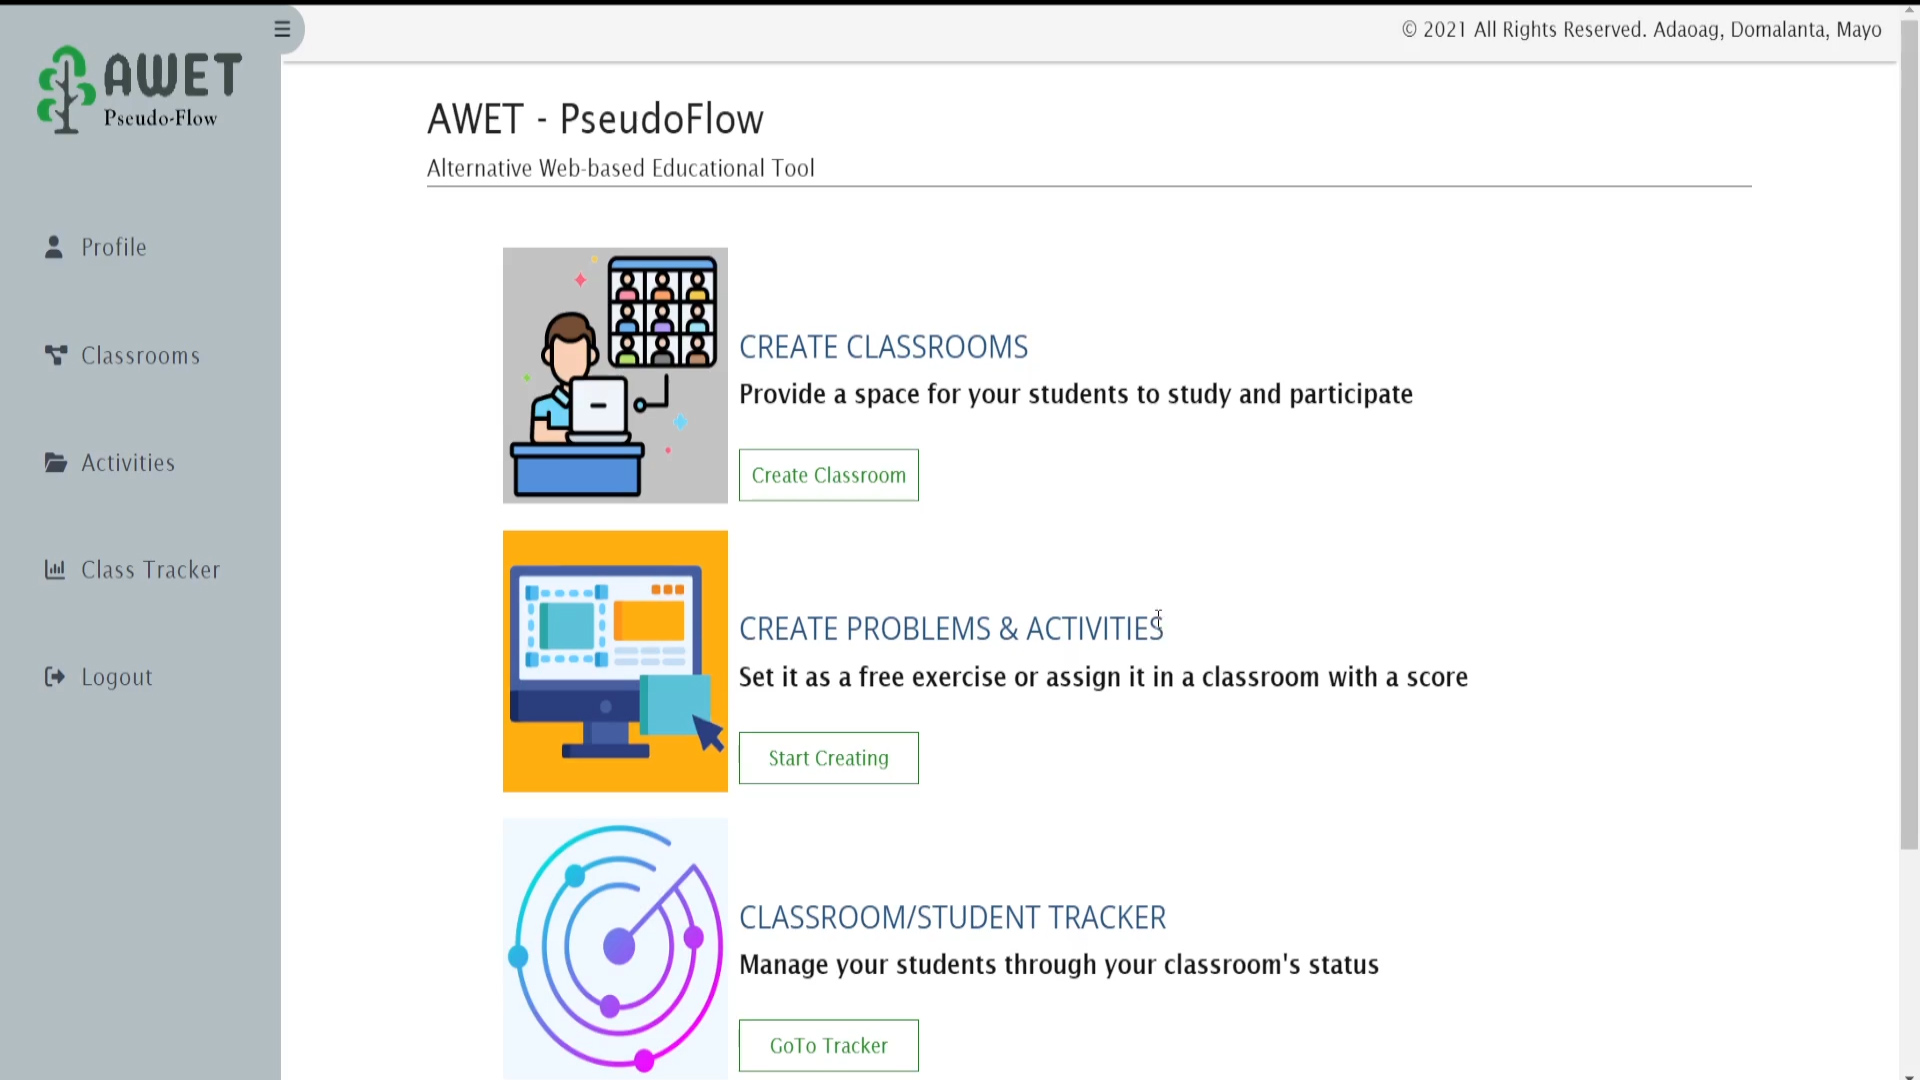 © 2021 All Rights Reserved. Adaoag, Domalanta, Mayo
AWET
Pseudo-Flow
Profile
Classrooms
Activities
Class Tracker
Logout
AWET - PseudoFlow
Alternative Web-based Educational Tool
CREATE CLASSROOMS
Provide a space for your students to study and participate
Create Classroom
CREATE PROBLEMS & ACTIVITIES
Set it as a free exercise or assign it in a classroom with a score
Start Creating
CLASSROOM/STUDENT TRACKER
Manage your students through your classroom's status
GoTo Tracker